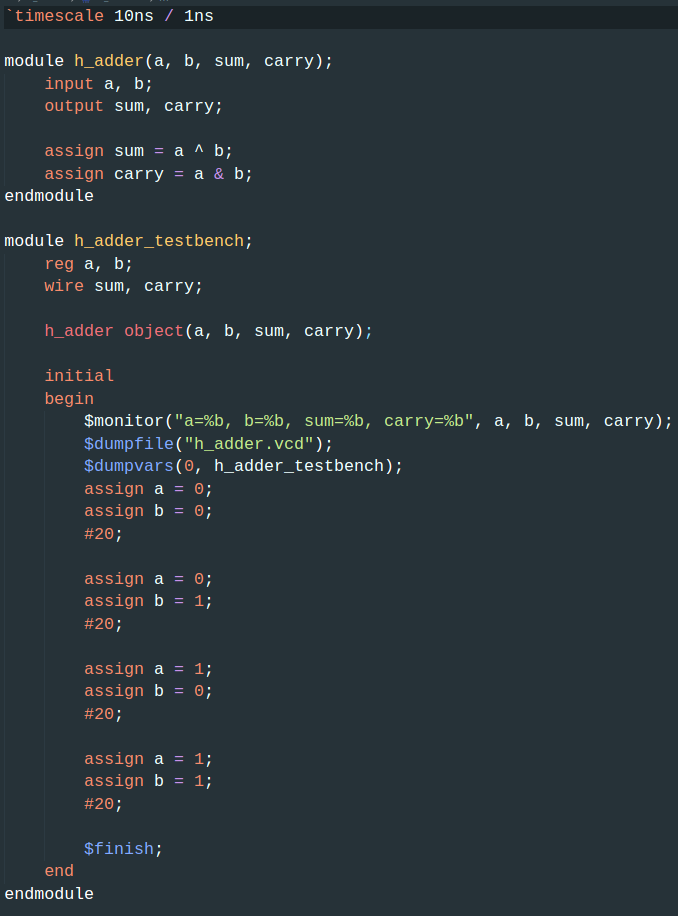 `timescale 10ns / 1ns
module h_adder(a, b, sum, carry);
input a, b;
output sum, carry;
assign sum = a ^ b;
assign carry = a & b;
endmodule
module h_adder_testbench;
reg a, b;
wire sum, carry;
h_adder object(a, b, sum, carry);
initial
begin
$monitor("a=%b, b=%b, sum=%b, carry=%b", a, b, sum, carry);
$dumpfile("h_adder.vcd");
$dumpvars(0, h_adder_testbench);
assign a = 0;
assign b = 0;
#20;
assign a = 0;
assign b = 1;
#20;
assign a = 1;
assign b = 0;
#20;
assign a = 1;
assign b = 1;
#20;
$finish;
end
endmodule